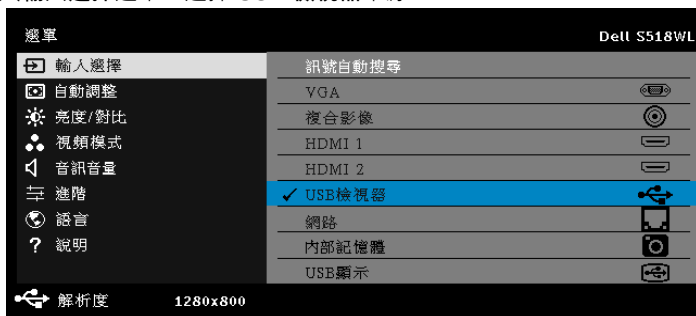 選單 Dell S518WL
輸入選擇 訊號自動搜尋
自動調整 VGA
亮度/對比 複合影像
視頻模式 HDMI 1
音訊音量 HDMI 2
進階 ✓ USB檢視器
語言 網路
? 說明 內部記憶體
USB顯示
解析度 1280x800